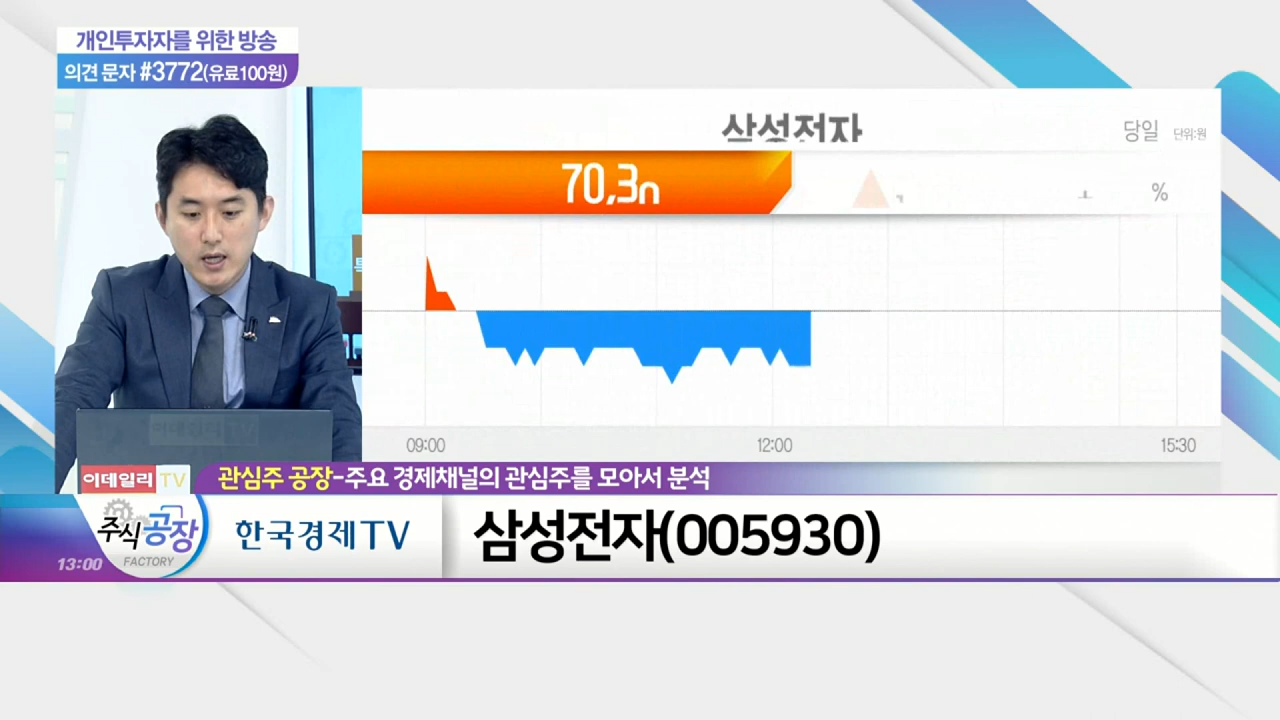 개인투자자를 위한 방송
의견 문자 #3772(유료100원)
삼성전자
당일 단위:원
%
09:00 12:00 15:30
이데일리 TV
관심주 공장-주요 경제채널의 관심주를 모아서 분석
주식공장
FACTORY
13:00
한국경제TV
삼성전자(005930)